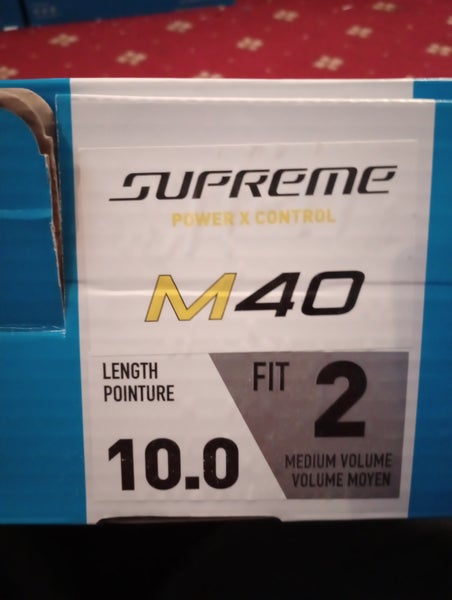 SUPREME
POWER X CONTROL
M40
LENGTH
POINTURE
10.0
FIT 2
MEDIUM VOLUME
VOLUME MOYEN